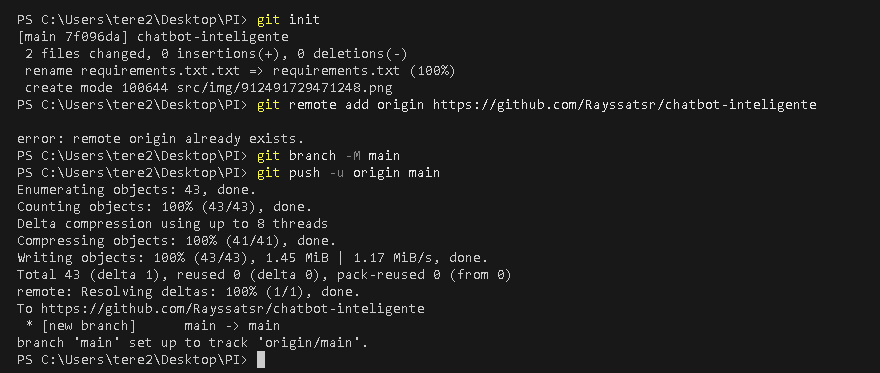 PS C:\Users\tere2\Desktop\PI> git init
[main 7f096da] chatbot-inteligente
 2 files changed, 0 insertions(+), 0 deletions(-)
 rename requirements.txt.txt => requirements.txt (100%)
 create mode 100644 src/img/912491729471248.png
PS C:\Users\tere2\Desktop\PI> git remote add origin https://github.com/Rayssatsr/chatbot-inteligente
error: remote origin already exists.
PS C:\Users\tere2\Desktop\PI> git branch -M main
PS C:\Users\tere2\Desktop\PI> git push -u origin main
Enumerating objects: 43, done.
Counting objects: 100% (43/43), done.
Delta compression using up to 8 threads
Compressing objects: 100% (41/41), done.
Writing objects: 100% (43/43), 1.45 MiB | 1.17 MiB/s, done.
Total 43 (delta 1), reused 0 (delta 0), pack-reused 0 (from 0)
remote: Resolving deltas: 100% (1/1), done.
To https://github.com/Rayssatsr/chatbot-inteligente
 * [new branch]      main -> main
branch 'main' set up to track 'origin/main'.
PS C:\Users\tere2\Desktop\PI>